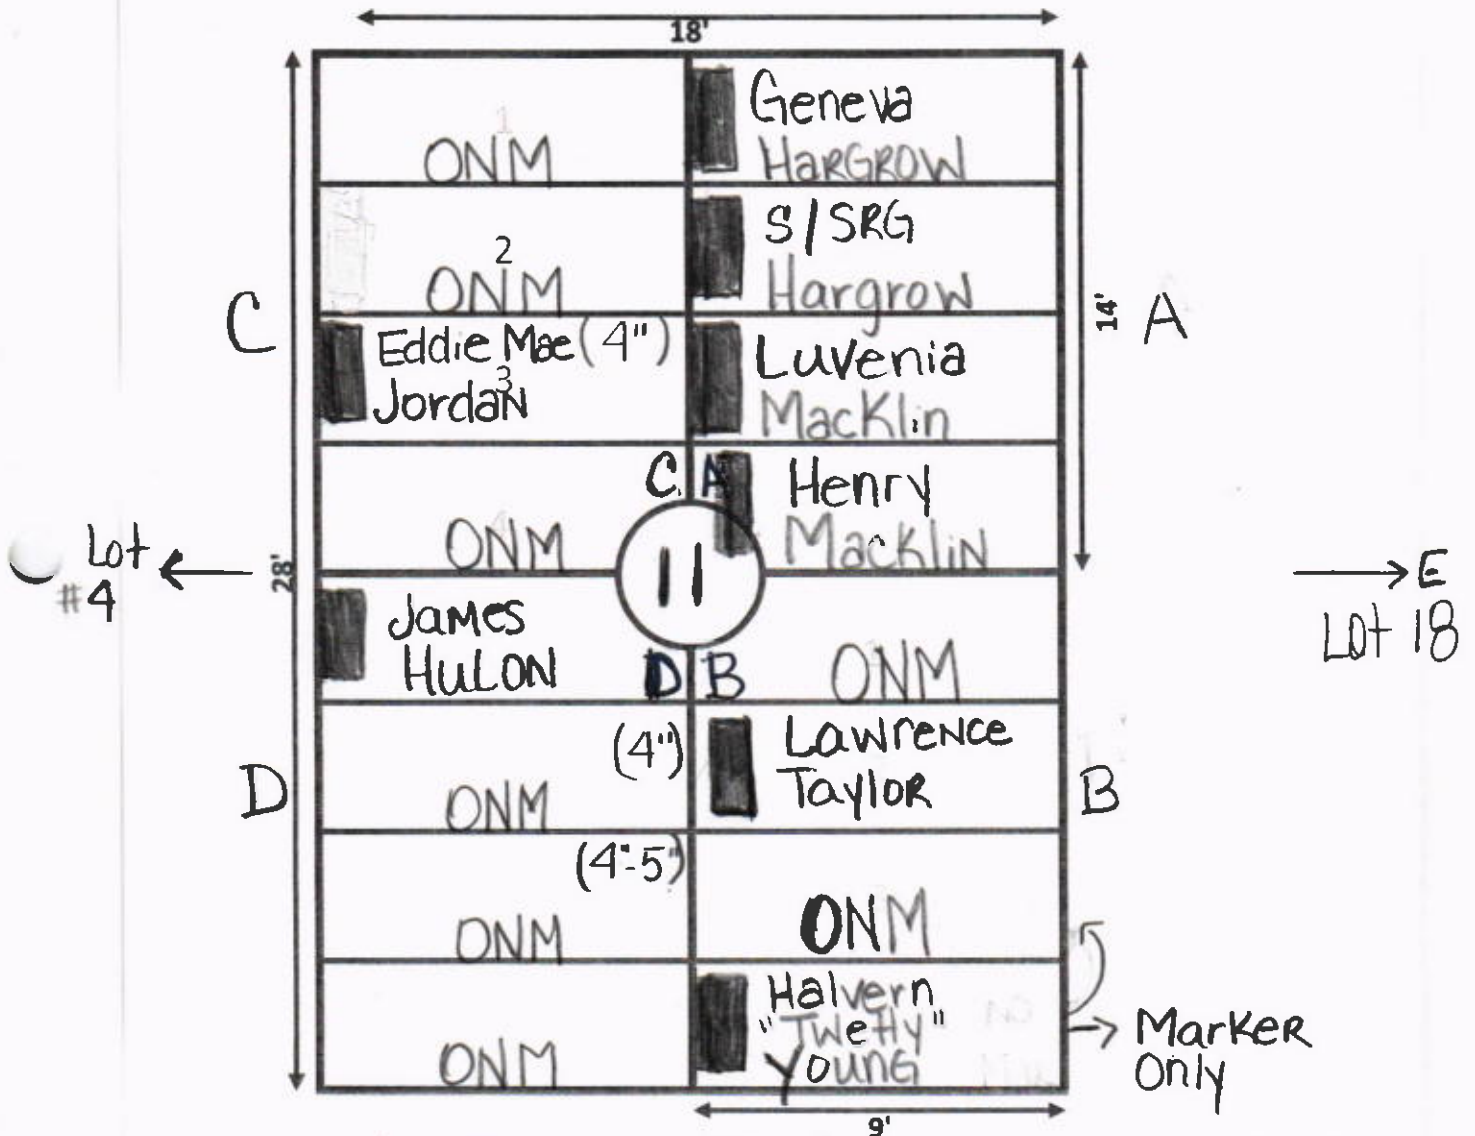 18'
1
ONM
Geneva
HARGROW
2
ONM
S/SRG
Hargrow
C
14'
A
Eddie Mae (4")
3
Jordan
Luvenia
Macklin
C A
ONM
Henry
Macklin
11
Lot
#4
28'
E
Lot 18
James
HULON
D B
ONM
(4")
ONM
Lawrence
Taylor
D
B
(4"-5")
ONM
ONM
ONM
Halvern
"Twetty"
Young
Marker
Only
9'